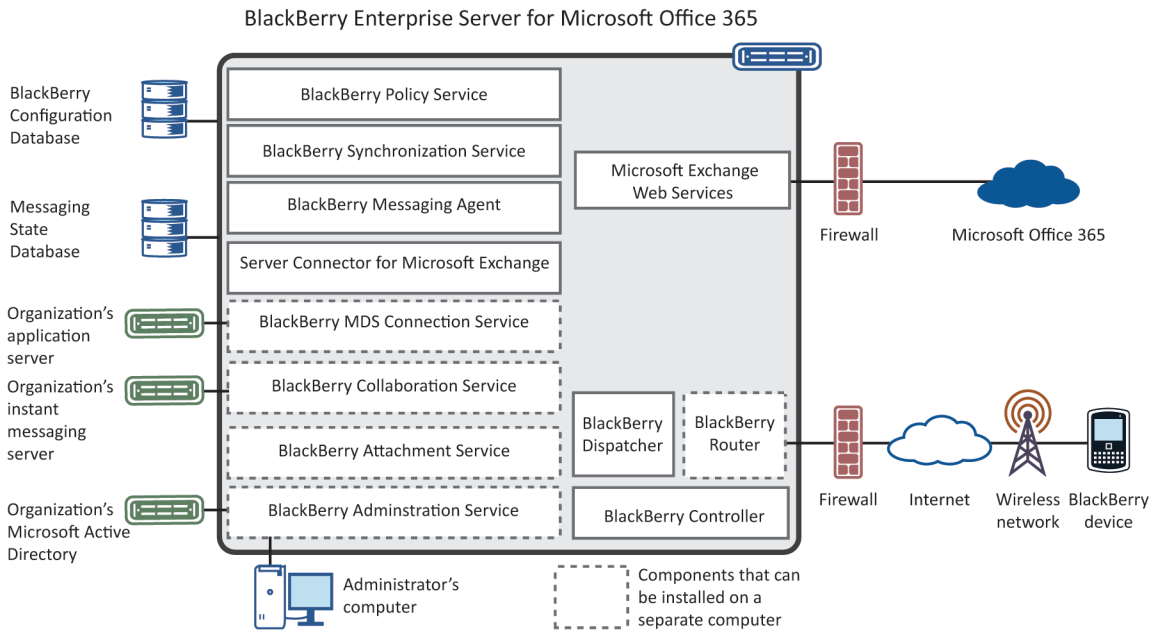 BlackBerry Enterprise Server for Microsoft Office 365
BlackBerry
Configuration
Database
Messaging
State
Database
Organization's
application
server
Organization's
instant
messaging
server
Organization's
Microsoft Active
Directory
BlackBerry Policy Service
BlackBerry Synchronization Service
BlackBerry Messaging Agent
Server Connector for Microsoft Exchange
BlackBerry MDS Connection Service
BlackBerry Collaboration Service
BlackBerry Attachment Service
BlackBerry Adminstration Service
Microsoft Exchange
Web Services
BlackBerry
Dispatcher
BlackBerry
Router
BlackBerry Controller
Firewall
Microsoft Office 365
Firewall
Internet
Wireless
network
BlackBerry
device
Administrator's
computer
Components that can
be installed on a
separate computer